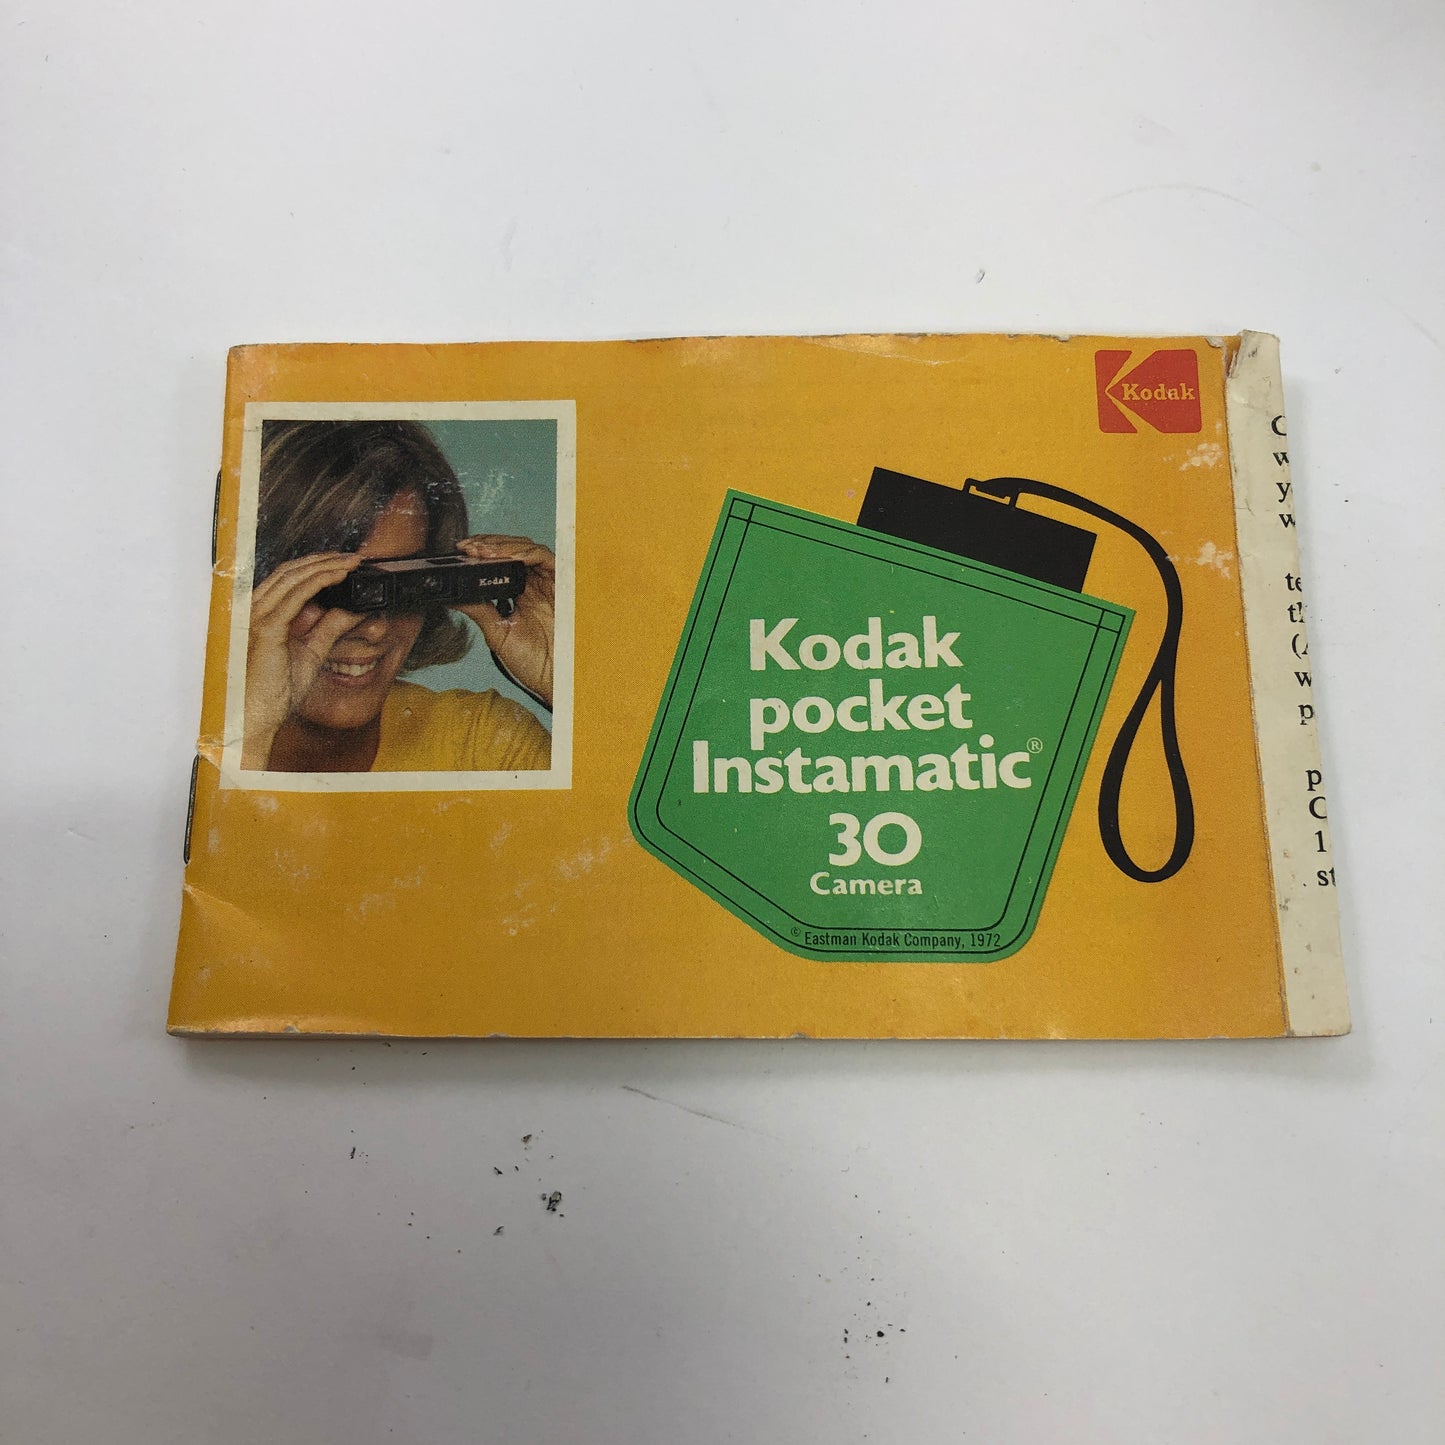 Kodak
Kodak
Kodak
pocket
Instamatic®
30
Camera
© Eastman Kodak Company, 1972